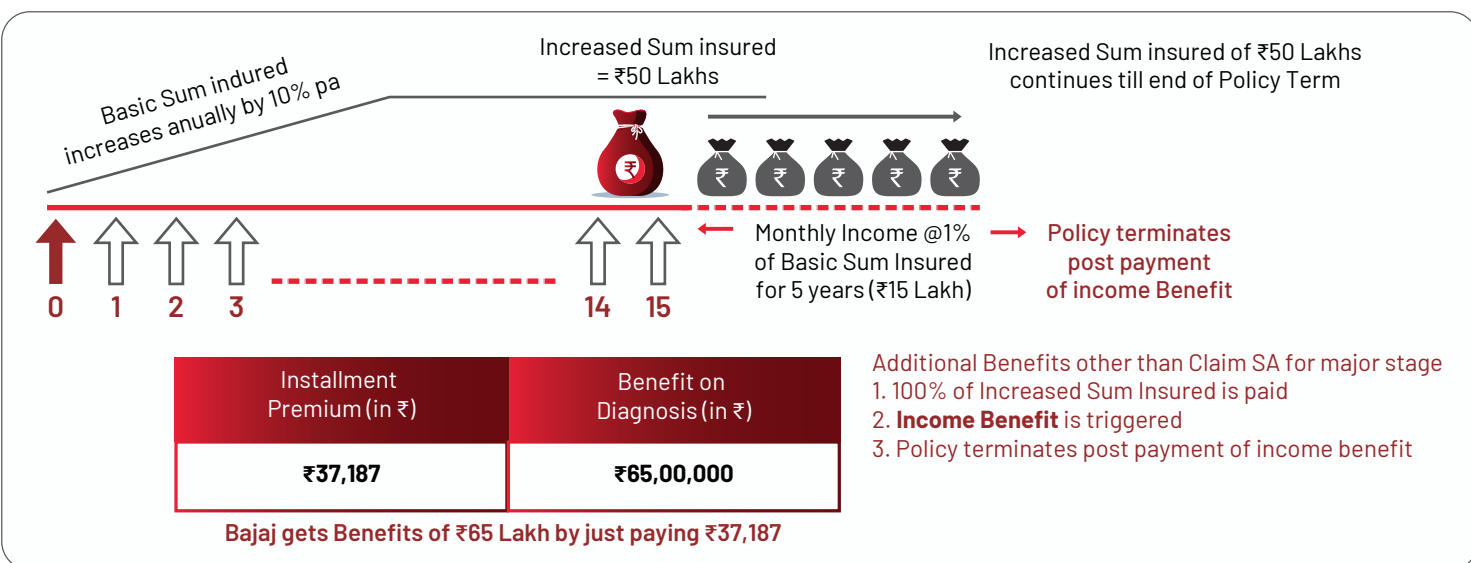 Basic Sum indured
increases anually by 10% pa
Increased Sum insured
= ₹50 Lakhs
Increased Sum insured of ₹50 Lakhs
continues till end of Policy Term
₹
₹ ₹ ₹ ₹ ₹
0 1 2 3 14 15
Monthly Income @1%
of Basic Sum Insured
for 5 years (₹15 Lakh)
Policy terminates
post payment
of income Benefit
Installment
Premium (in ₹)
Benefit on
Diagnosis (in ₹)
₹37,187
₹65,00,000
Bajaj gets Benefits of ₹65 Lakh by just paying ₹37,187
Additional Benefits other than Claim SA for major stage
1. 100% of Increased Sum Insured is paid
2. Income Benefit is triggered
3. Policy terminates post payment of income benefit